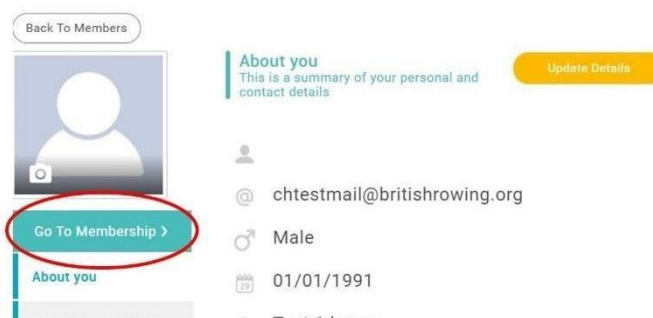 Back To Members
About you
This is a summary of your personal and
contact details
Update Details
@ chtestmail@britishrowing.org
Go To Membership >
Male
About you
29 01/01/1991